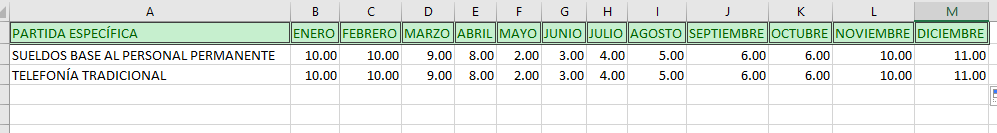 A B C D E F G H I J K L M
PARTIDA ESPECÍFICA ENERO FEBRERO MARZO ABRIL MAYO JUNIO JULIO AGOSTO SEPTIEMBRE OCTUBRE NOVIEMBRE DICIEMBRE
SUELDOS BASE AL PERSONAL PERMANENTE 10.00 10.00 9.00 8.00 2.00 3.00 4.00 5.00 6.00 6.00 10.00 11.00
TELEFONÍA TRADICIONAL 10.00 10.00 9.00 8.00 2.00 3.00 4.00 5.00 6.00 6.00 10.00 11.00